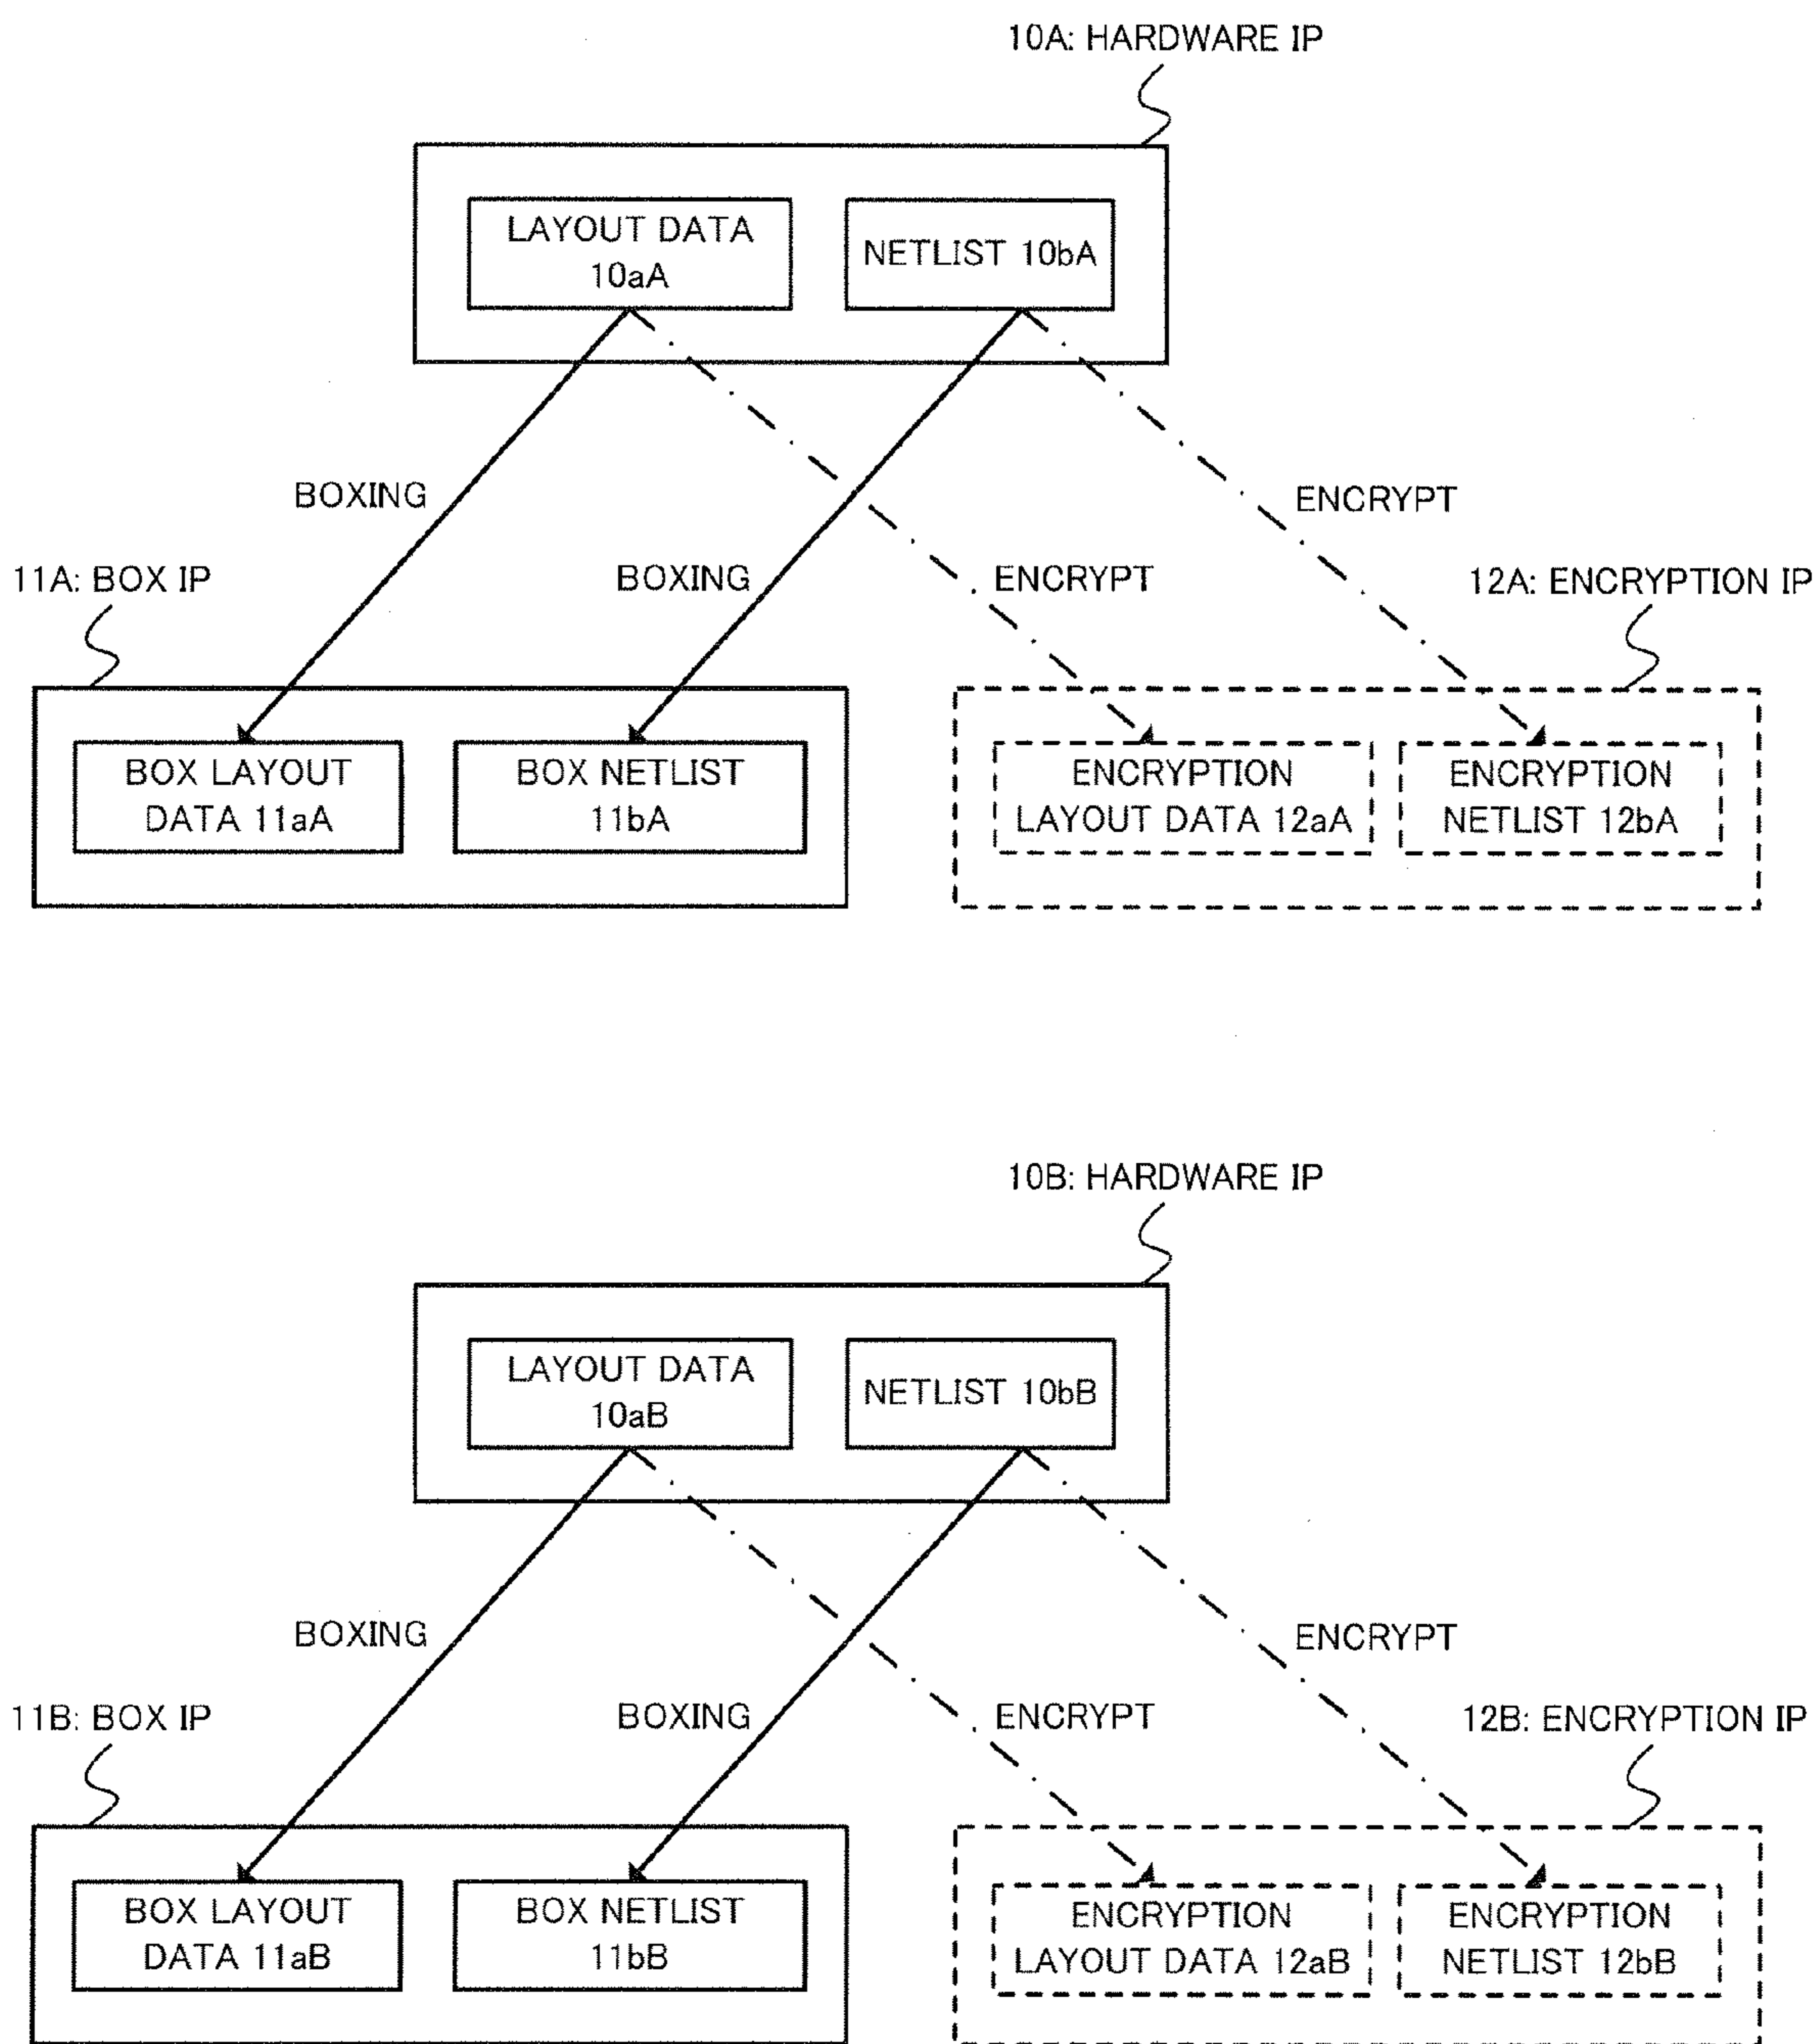 10A: HARDWARE IP
LAYOUT DATA
10aA
NETLIST 10bA
BOXING
ENCRYPT
BOXING
ENCRYPT
11A: BOX IP
12A: ENCRYPTION IP
BOX LAYOUT
DATA 11aA
BOX NETLIST
11bA
ENCRYPTION
LAYOUT DATA 12aA
ENCRYPTION
NETLIST 12bA
10B: HARDWARE IP
LAYOUT DATA
10aB
NETLIST 10bB
BOXING
ENCRYPT
BOXING
ENCRYPT
11B: BOX IP
12B: ENCRYPTION IP
BOX LAYOUT
DATA 11aB
BOX NETLIST
11bB
ENCRYPTION
LAYOUT DATA 12aB
ENCRYPTION
NETLIST 12bB